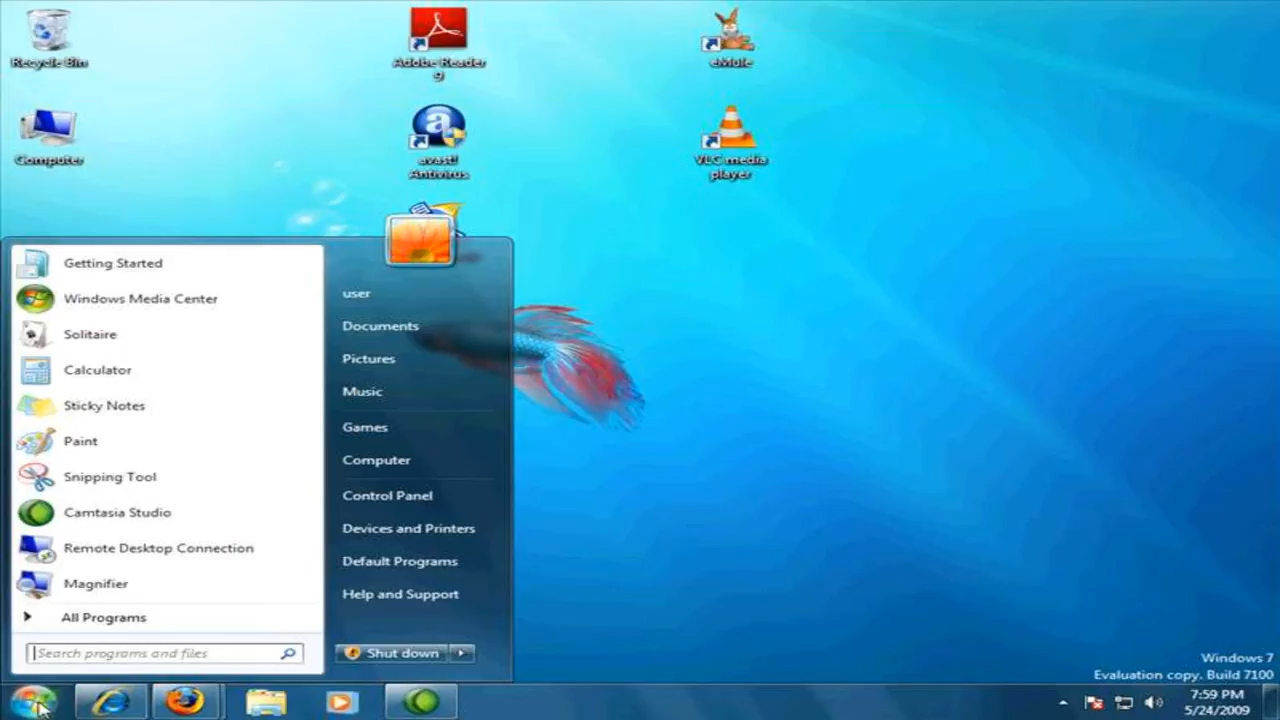 Recycle Bin
Adobe Reader
9
eMule
Computer
avast!
Antivirus
VLC media
player
Getting Started
Windows Media Center
Solitaire
Calculator
Sticky Notes
Paint
Snipping Tool
Camtasia Studio
Remote Desktop Connection
Magnifier
All Programs
Search programs and files
user
Documents
Pictures
Music
Games
Computer
Control Panel
Devices and Printers
Default Programs
Help and Support
Shut down
Windows 7
Evaluation copy. Build 7100
7:59 PM
5/24/2009